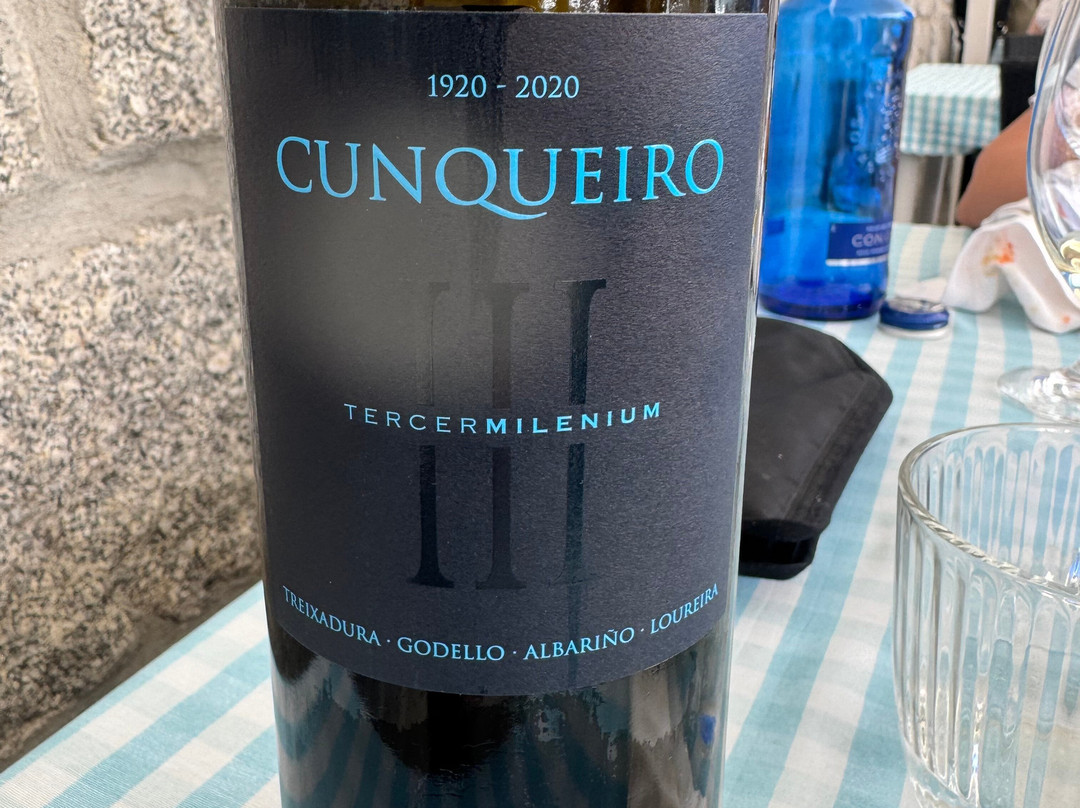 1920 - 2020
CUNQUEIRO
III
TERCERMILENIUM
TREIXADURA · GODELLO · ALBARIÑO · LOUREIRA